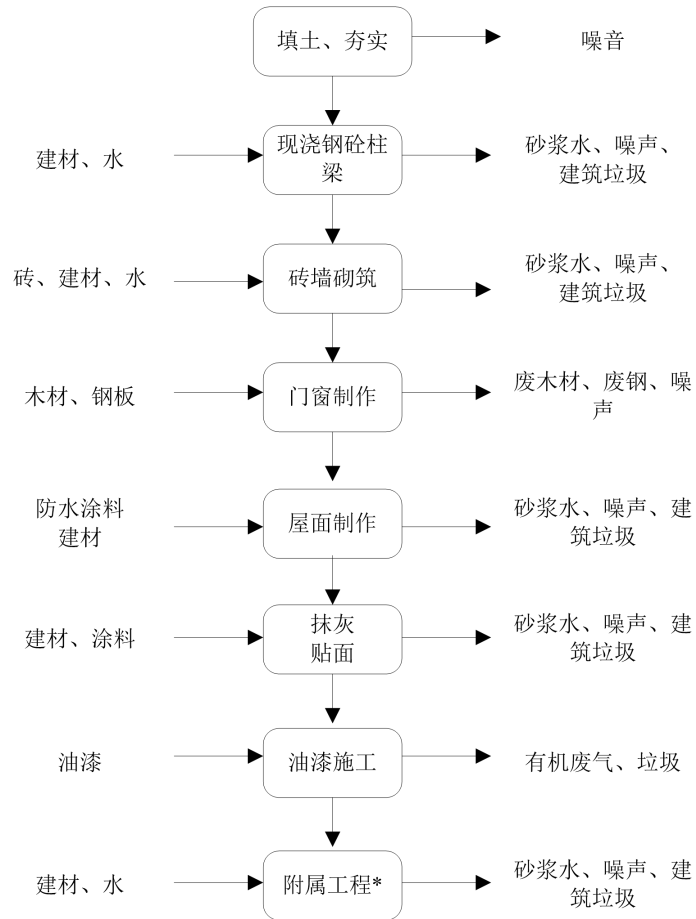 填土、夯实
噪音
建材、水
现浇钢砼柱
梁
砂浆水、噪声、
建筑垃圾
砖、建材、水
砖墙砌筑
砂浆水、噪声、
建筑垃圾
木材、钢板
门窗制作
废木材、废钢、噪
声
防水涂料
建材
屋面制作
砂浆水、噪声、建
筑垃圾
建材、涂料
抹灰
贴面
砂浆水、噪声、建
筑垃圾
油漆
油漆施工
有机废气、垃圾
建材、水
附属工程*
砂浆水、噪声、建
筑垃圾